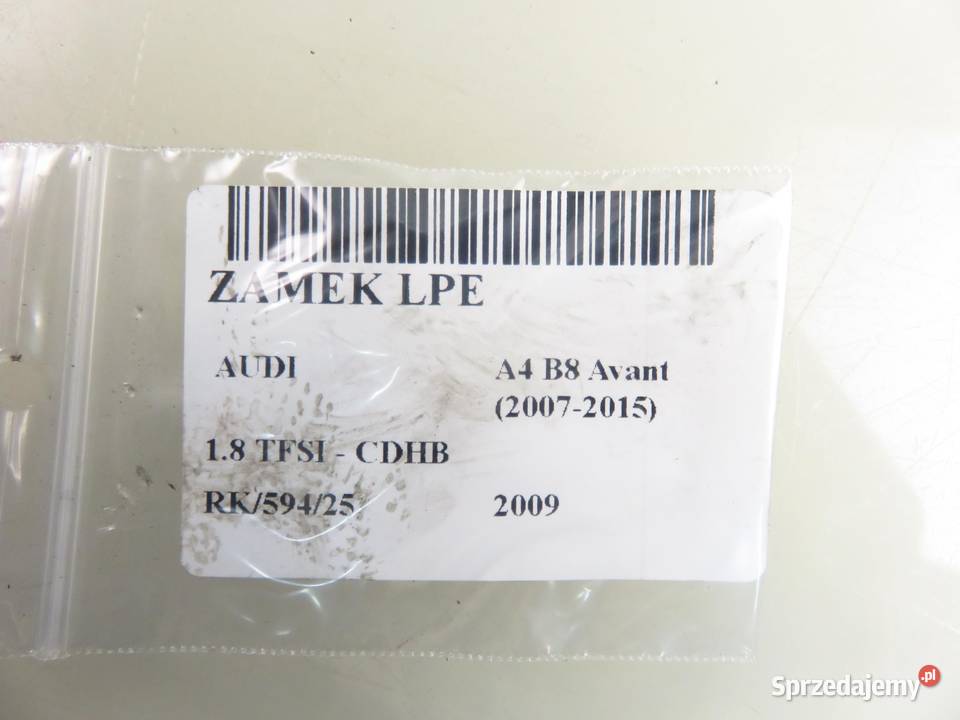 ZAMEK LPE
AUDI A4 B8 Avant
(2007-2015)
1.8 TFSI - CDHB
RK/594/25 2009
Sprzedajemy.pl